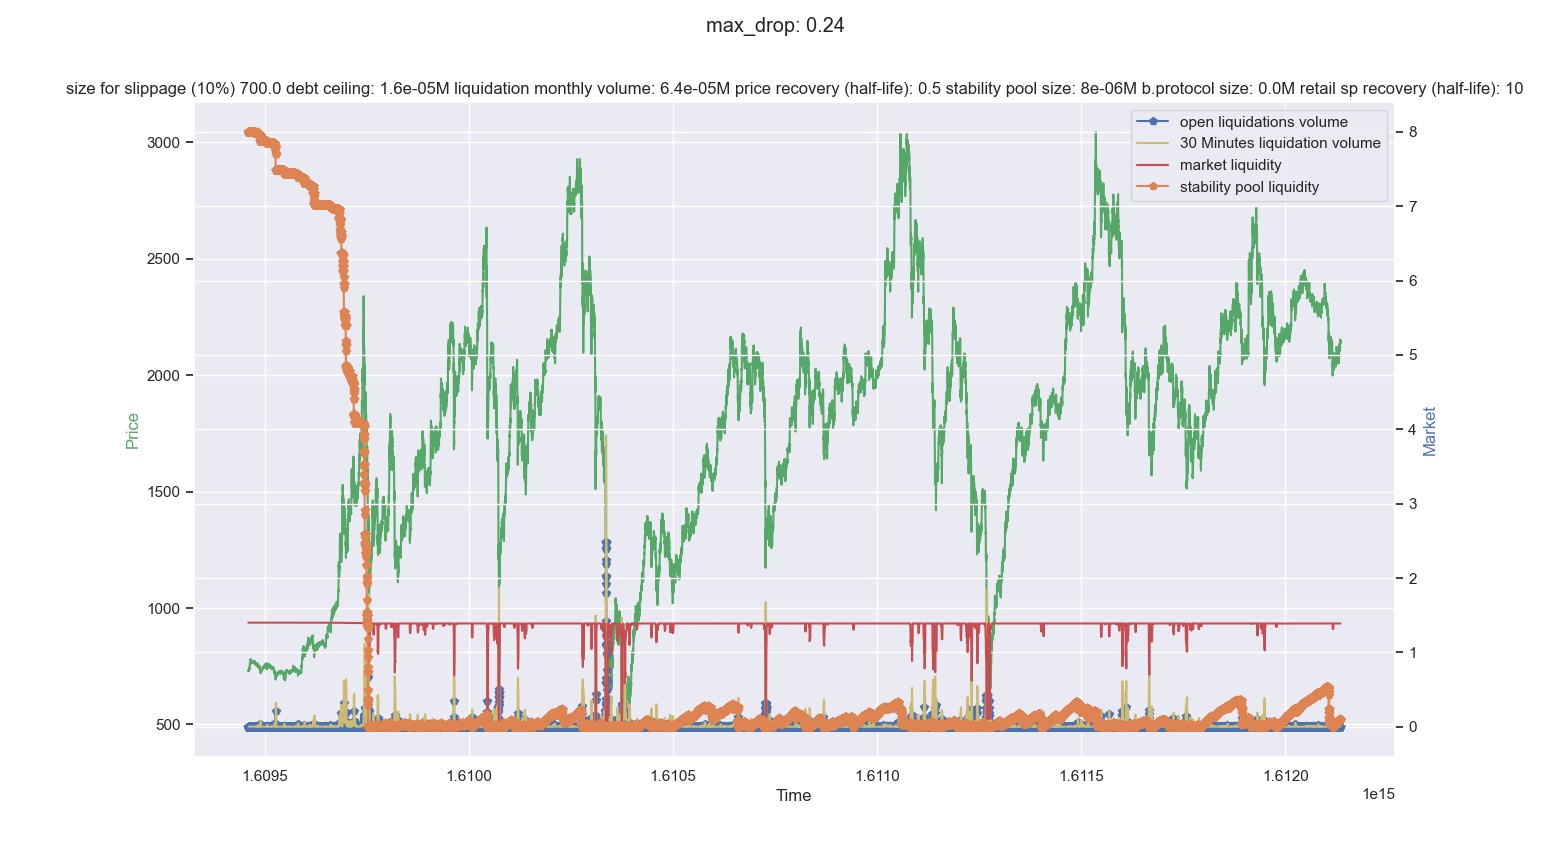 max_drop: 0.24
size for slippage (10%) 700.0 debt ceiling: 1.6e-05M liquidation monthly volume: 6.4e-05M price recovery (half-life): 0.5 stability pool size: 8e-06M b.protocol size: 0.0M retail sp recovery (half-life): 10
open liquidations volume
30 Minutes liquidation volume
market liquidity
stability pool liquidity
3000
2500
2000
1500
1000
500
Price
8
7
6
5
4
3
2
1
0
Market
1.6095 1.6100 1.6105 1.6110 1.6115 1.6120
Time
1e15